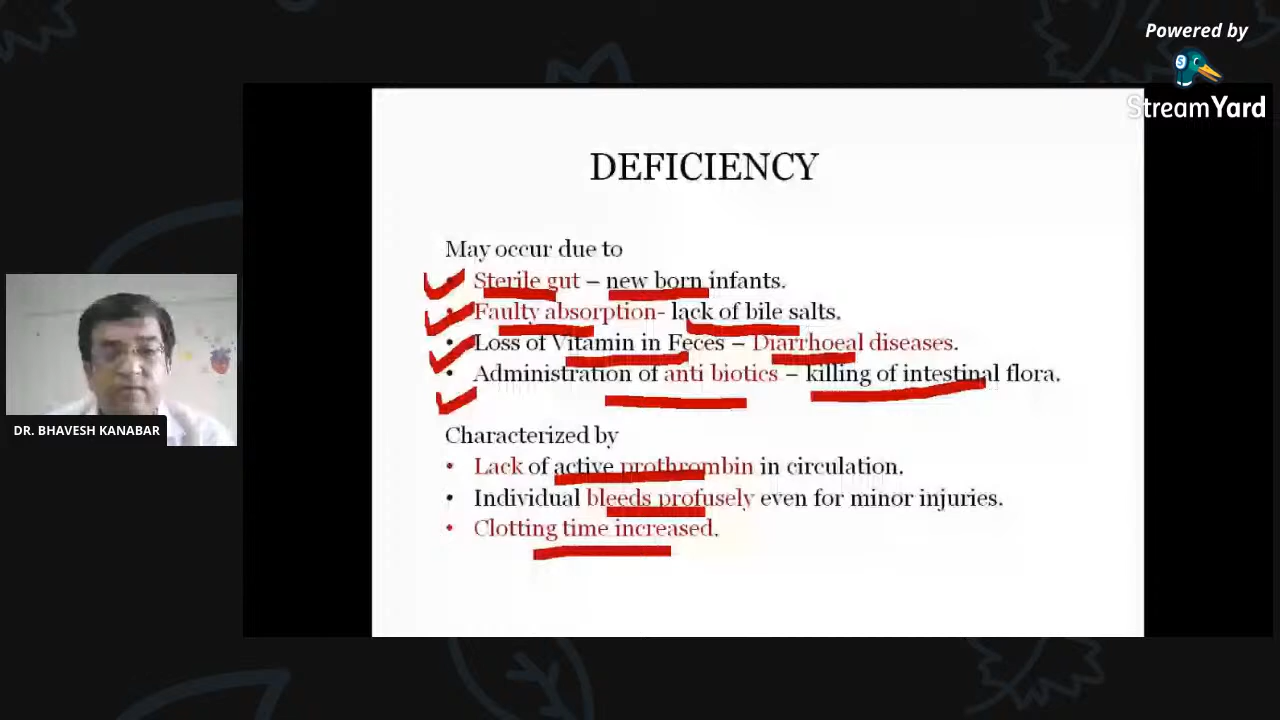 Powered by
StreamYard
DEFICIENCY
May occur due to
• Sterile gut – new born infants.
• Faulty absorption- lack of bile salts.
• Loss of Vitamin in Feces – Diarrhoeal diseases.
• Administration of anti biotics – killing of intestinal flora.
DR. BHAVESH KANABAR
Characterized by
• Lack of active prothrombin in circulation.
• Individual bleeds profusely even for minor injuries.
• Clotting time increased.